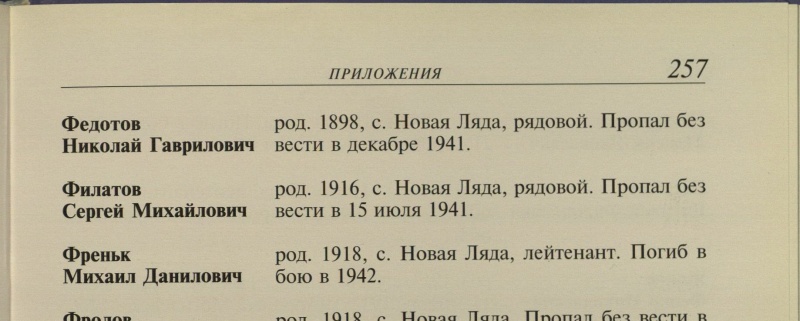 ПРИЛОЖЕНИЯ 257
Федотов род. 1898, с. Новая Ляда, рядовой. Пропал без
Николай Гаврилович вести в декабре 1941.
Филатов род. 1916, с. Новая Ляда, рядовой. Пропал без
Сергей Михайлович вести в 15 июля 1941.
Френьк род. 1918, с. Новая Ляда, лейтенант. Погиб в
Михаил Данилович бою в 1942.
Фролов род. 1918, с. Новая Ляда. Пропал без вести в